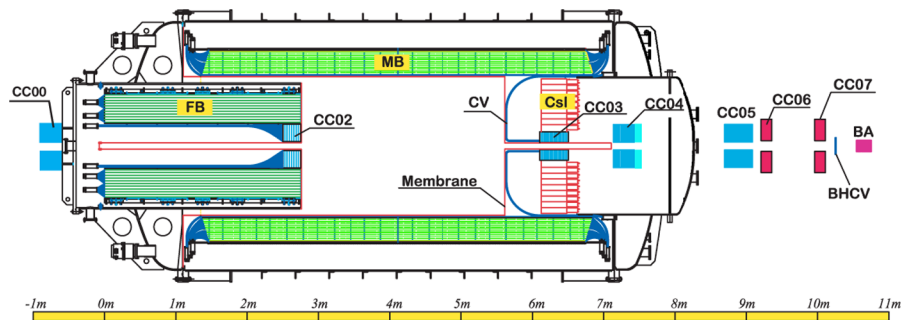 MB
CC00
FB
CC02
CV
CsI
CC03
CC04
CC05
CC06
CC07
BA
BHCV
Membrane
-1m 0m 1m 2m 3m 4m 5m 6m 7m 8m 9m 10m 11m